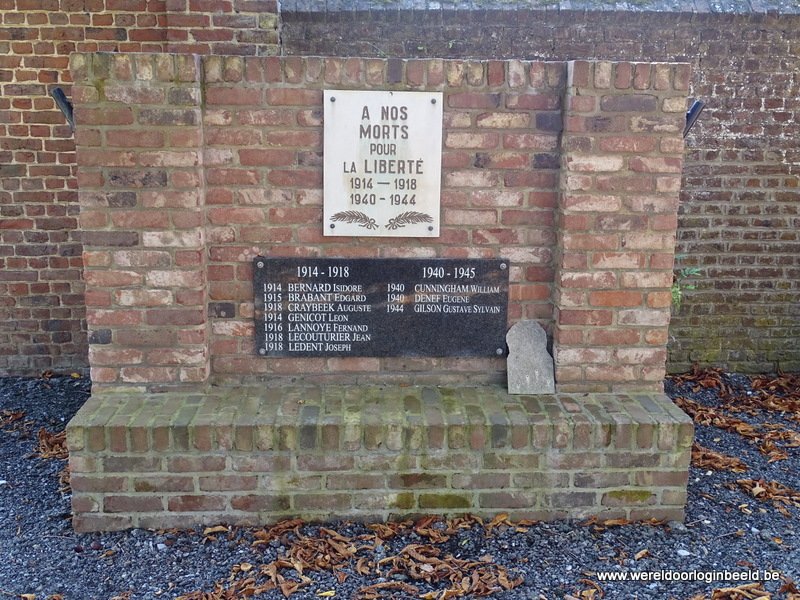 A NOS
MORTS
POUR
LA LIBERTÉ
1914 — 1918
1940 - 1944
1914 - 1918
1914 BERNARD ISIDORE
1915 BRABANT EDGARD
1918 CRAYBEEK AUGUSTE
1914 GENICOT LEON
1916 LANNOYE FERNAND
1918 LECOUTURIER JEAN
1918 LEDENT JOSEPH
1940 - 1945
1940 CUNNINGHAM WILLIAM
1940 DENEF EUGENE
1944 GILSON GUSTAVE SYLVAIN
www.wereldoorloginbeeld.be